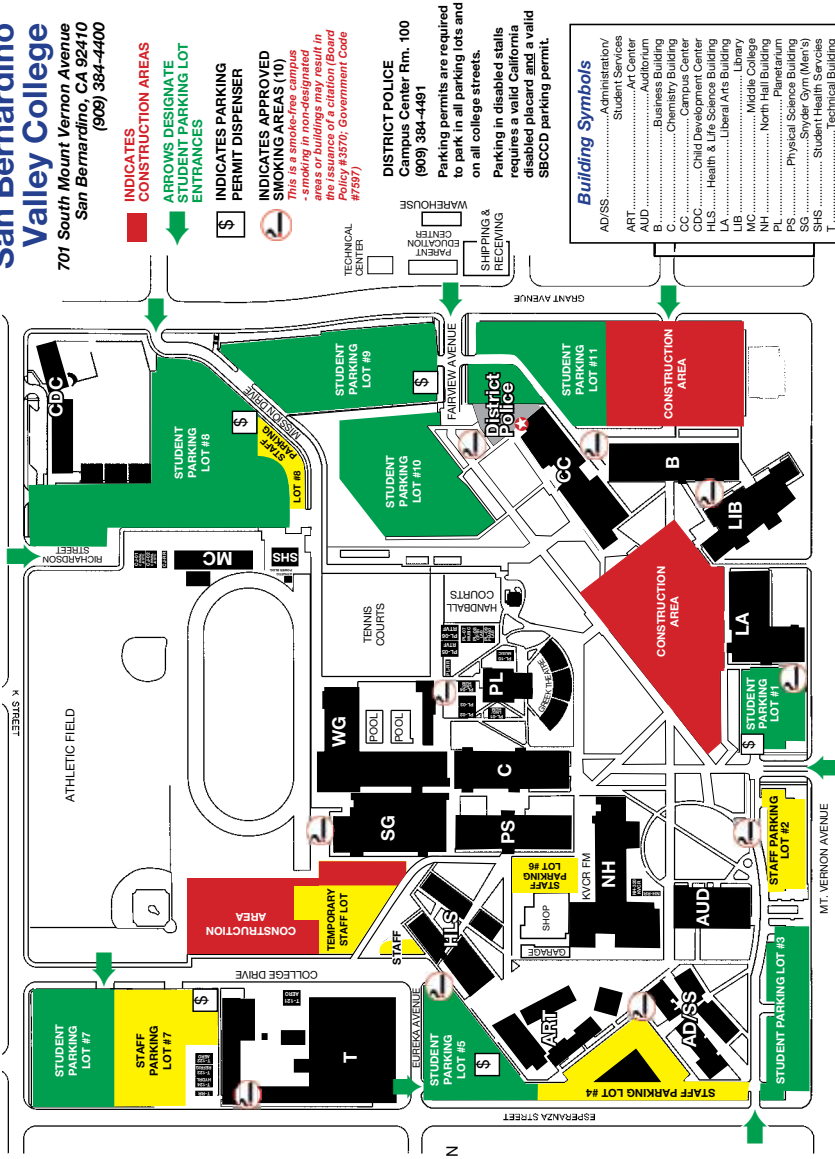 San Bernardino
Valley College
701 South Mount Vernon Avenue
San Bernardino, CA 92410
(909) 384-4400
INDICATES
CONSTRUCTION AREAS
ARROWS DESIGNATE
STUDENT PARKING LOT
ENTRANCES
$
INDICATES PARKING
PERMIT DISPENSER
INDICATES APPROVED
SMOKING AREAS (10)
This is a smoke-free campus
- smoking in non-designated
areas or buildings may result in
the issuance of a citation (Board
Policy #3570; Government Code
#7597)
DISTRICT POLICE
Campus Center Rm. 100
(909) 384-4491
Parking permits are required
to park in all parking lots and
on all college streets.
Parking in disabled stalls
requires a valid California
disabled placard and a valid
SBCCD parking permit.
Building Symbols
AD/SS..............Administration/
Student Services
ART..............Art Center
AUD..............Auditorium
B..............Business Building
C..............Chemistry Building
CC..............Campus Center
CDC..............Child Development Center
HLS..............Health & Life Science Building
LA..............Liberal Arts Building
LIB..............Library
MC..............Middle College
NH..............North Hall Building
PL..............Planetarium
PS..............Physical Science Building
SG..............Snyder Gym (Men's)
SHS..............Student Health Servcies
T..............Technical Building
TECHNICAL
CENTER
PARENT
EDUCATION
CENTER
WAREHOUSE
SHIPPING &
RECEIVING
GRANT AVENUE
CDC
STUDENT
PARKING
LOT #8
$
STAFF
PARKING
LOT #8
MISSION DRIVE
STUDENT
PARKING
LOT #9
$
FAIRVIEW AVENUE
STUDENT
PARKING
LOT #10
District
Police
STUDENT
PARKING
LOT #11
CONSTRUCTION
AREA
CC
B
LIB
RICHARDSON
STREET
MC
SHS
K STREET
ATHLETIC FIELD
TENNIS
COURTS
HANDBALL
COURTS
WG
POOL
POOL
PL
GREEK THEATRE
CONSTRUCTION
AREA
LA
STUDENT
PARKING
LOT #1
$
SG
C
PS
CONSTRUCTION
AREA
TEMPORARY
STAFF LOT
STAFF
HLS
STAFF
PARKING
LOT #6
KVCR FM
SHOP
GARAGE
NH
AUD
STAFF PARKING
LOT #2
MT. VERNON AVENUE
COLLEGE DRIVE
STUDENT
PARKING
LOT #7
STAFF
PARKING
LOT #7
$
T-121
AERO
T
EUREKA AVENUE
STUDENT
PARKING
LOT #5
$
ART
STAFF PARKING LOT #4
AD/SS
STUDENT PARKING LOT #3
ESPERANZA STREET
N